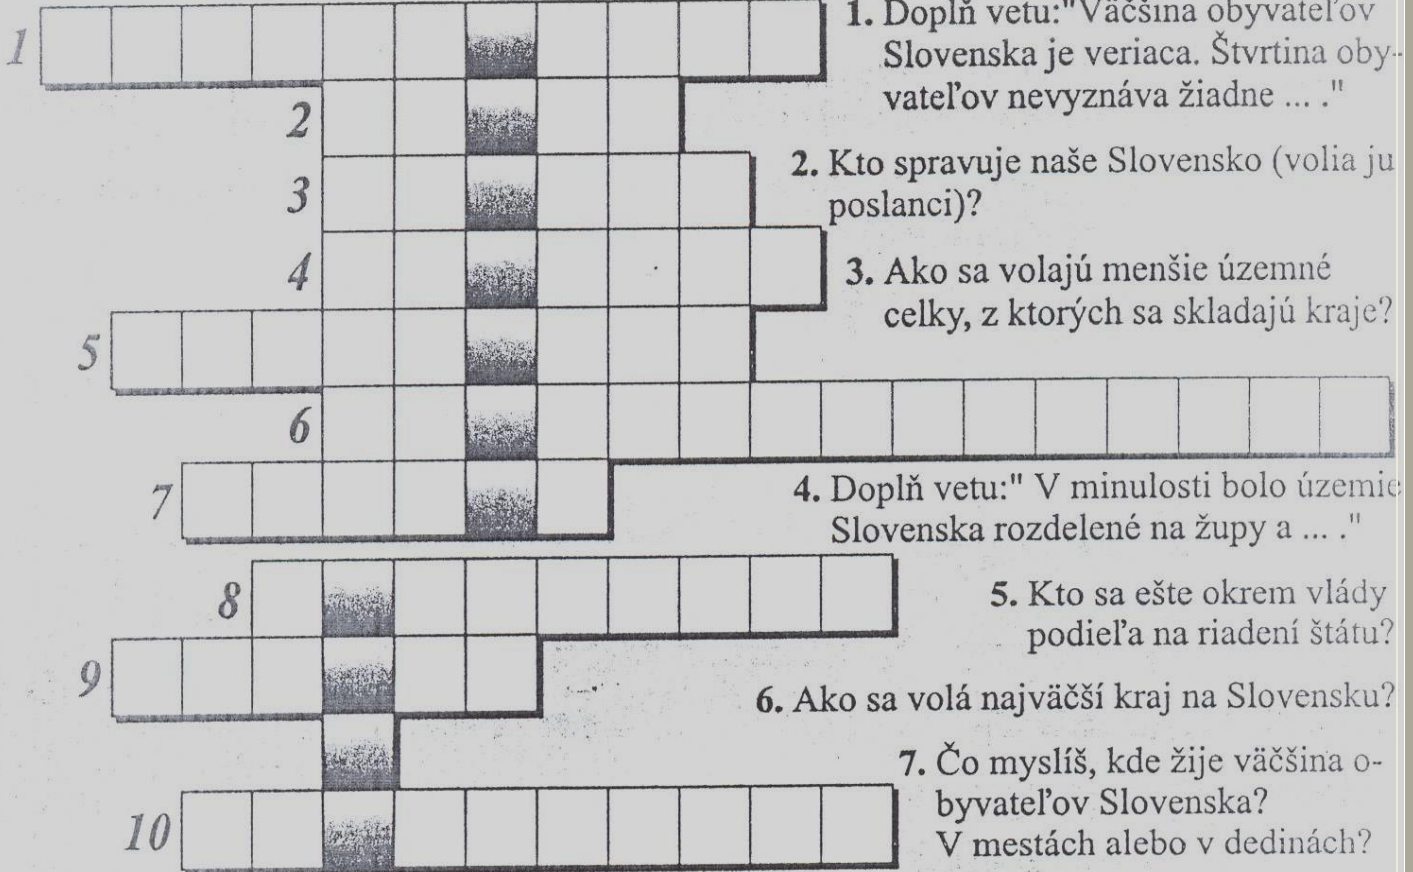 1
2
3
4
5
6
7
8
9
10
1. Doplň vetu:"Väčšina obyvateľov
Slovenska je veriaca. Štvrtina oby-
vateľov nevyznáva žiadne ... ."
2. Kto spravuje naše Slovensko (volia ju
poslanci)?
3. Ako sa volajú menšie územné
celky, z ktorých sa skladajú kraje?
4. Doplň vetu:" V minulosti bolo územie
Slovenska rozdelené na župy a ... ."
5. Kto sa ešte okrem vlády
podieľa na riadení štátu?
6. Ako sa volá najväčší kraj na Slovensku?
7. Čo myslíš, kde žije väčšina o-
byvateľov Slovenska?
V mestách alebo v dedinách?